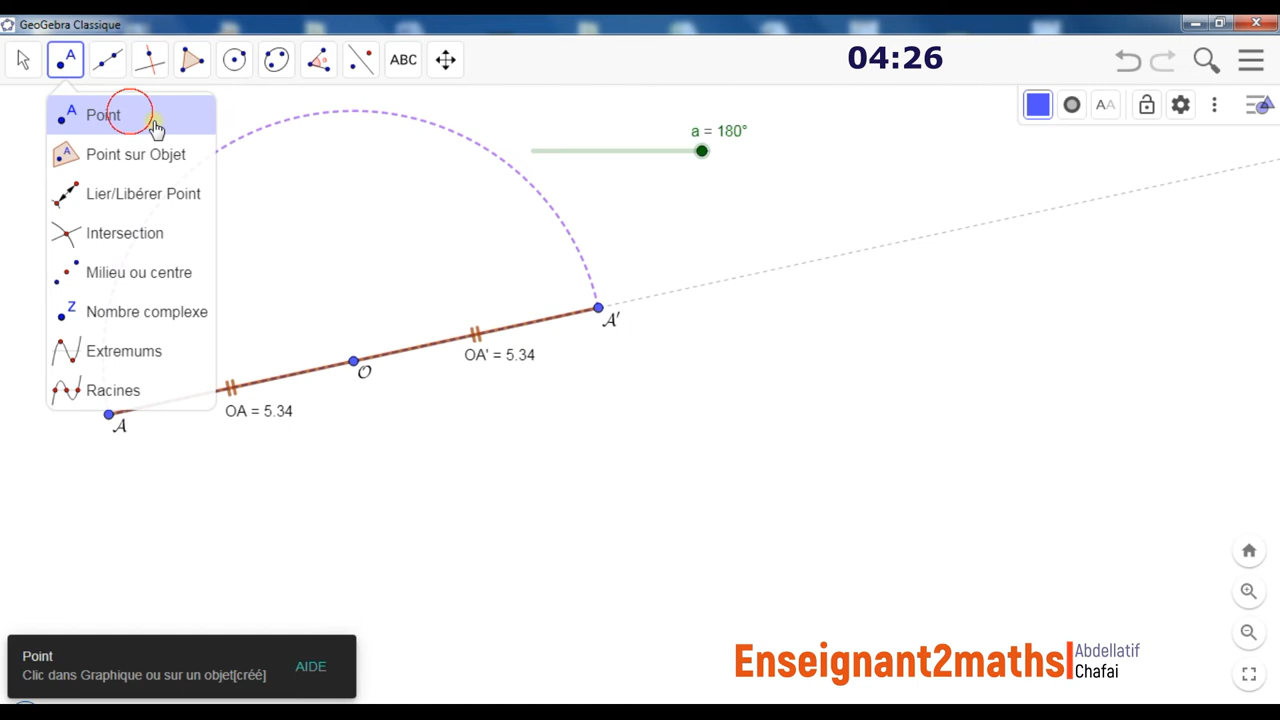 GeoGebra Classique
A
ABC
04:26
A Point
A Point sur Objet
Lier/Libérer Point
Intersection
Milieu ou centre
Z Nombre complexe
Extremums
Racines
AA
a = 180°
A'
OA' = 5.34
O
OA = 5.34
A
Point
Clic dans Graphique ou sur un objet[créé]
AIDE
Enseignant2maths
Abdellatif
Chafai